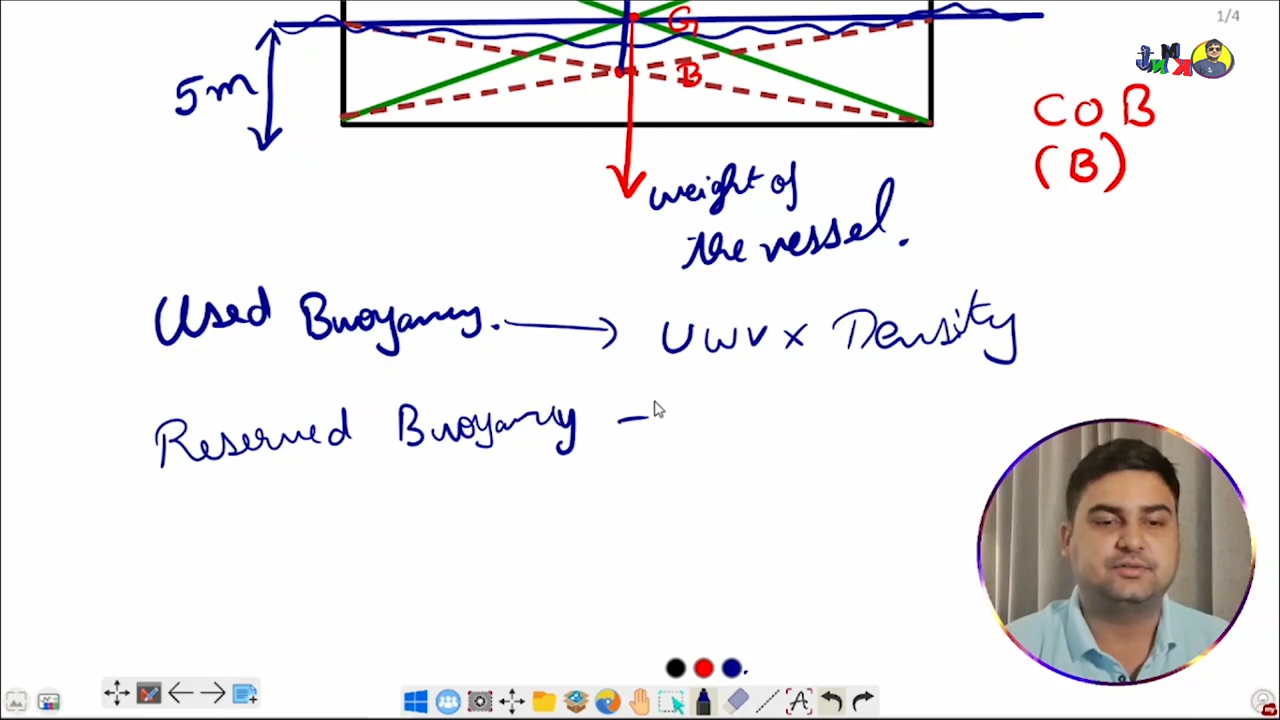 1/4
G
5m
B
CoB
(B)
weight of
the vessel.
Used Buoyancy. → UWV x Density
Reserved Buoyancy –